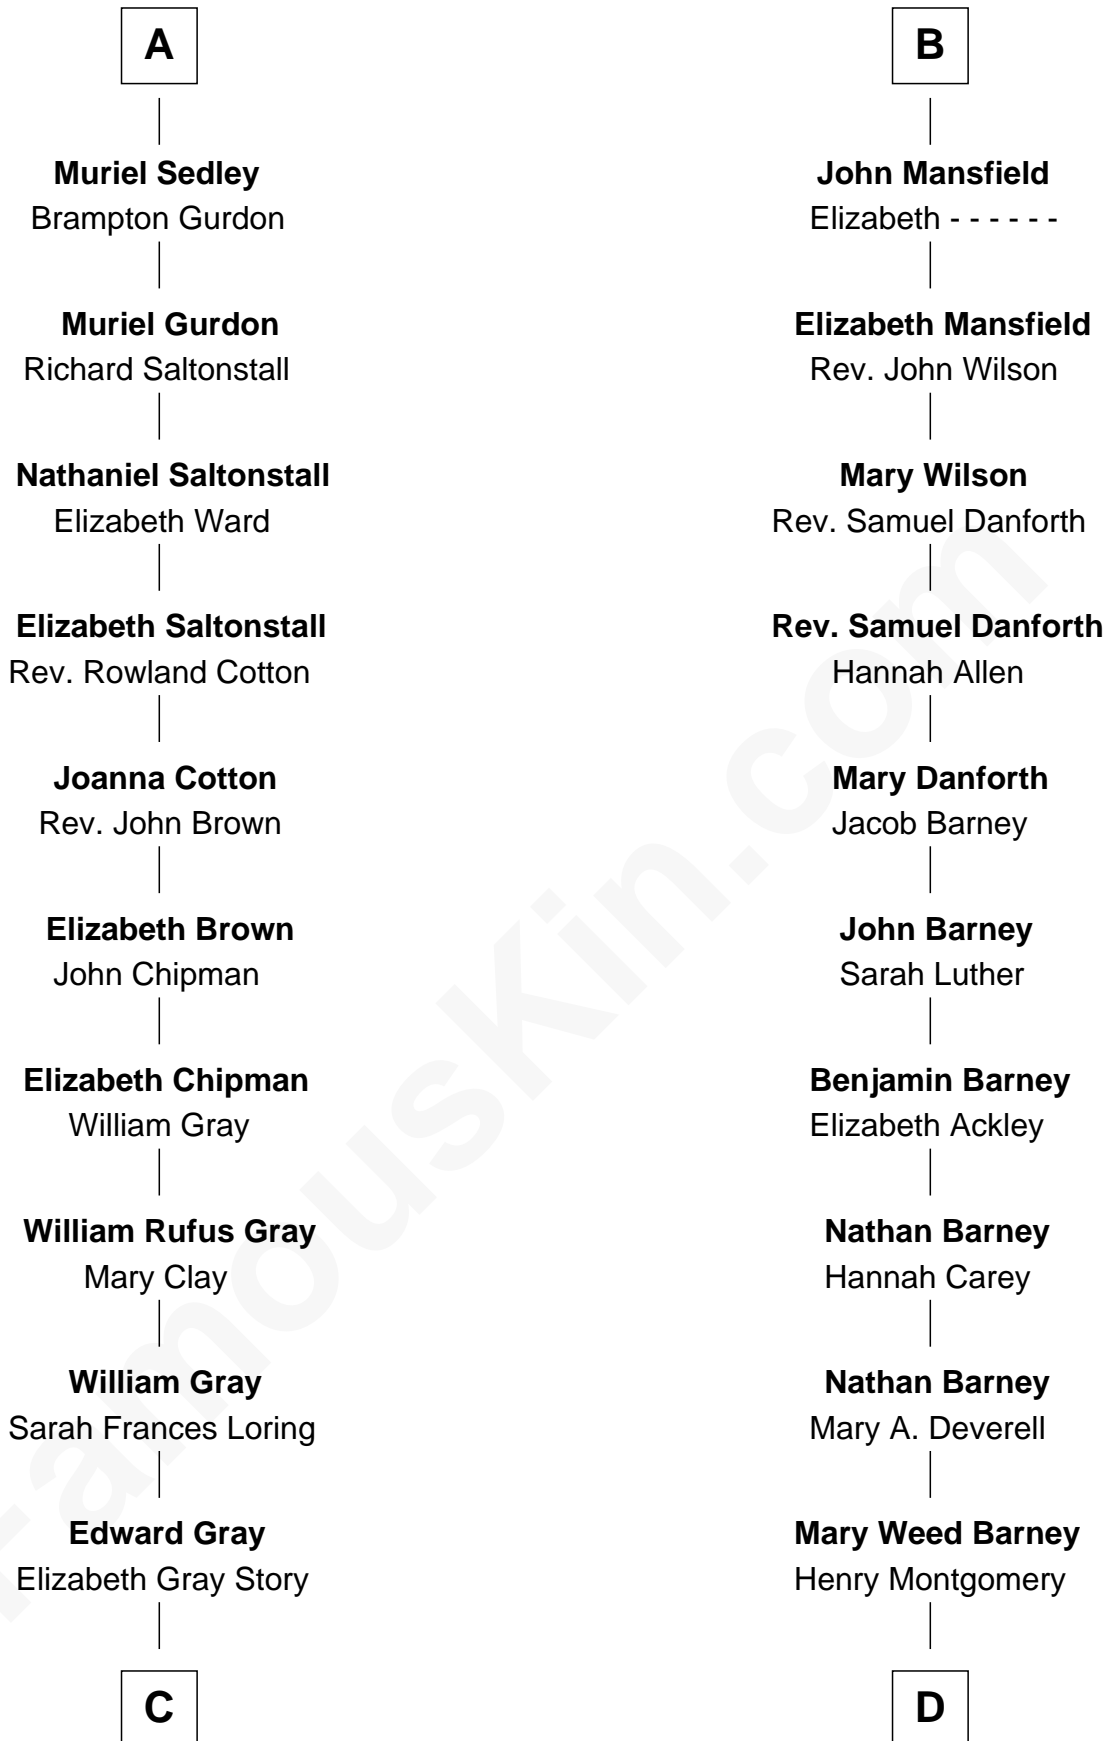 A
Muriel Sedley
Brampton Gurdon
Muriel Gurdon
Richard Saltonstall
Nathaniel Saltonstall
Elizabeth Ward
Elizabeth Saltonstall
Rev. Rowland Cotton
Joanna Cotton
Rev. John Brown
Elizabeth Brown
John Chipman
Elizabeth Chipman
William Gray
William Rufus Gray
Mary Clay
William Gray
Sarah Frances Loring
Edward Gray
Elizabeth Gray Story
C
B
John Mansfield
Elizabeth - - - - - -
Elizabeth Mansfield
Rev. John Wilson
Mary Wilson
Rev. Samuel Danforth
Rev. Samuel Danforth
Hannah Allen
Mary Danforth
Jacob Barney
John Barney
Sarah Luther
Benjamin Barney
Elizabeth Ackley
Nathan Barney
Hannah Carey
Nathan Barney
Mary A. Deverell
Mary Weed Barney
Henry Montgomery
D
FamousKin.com